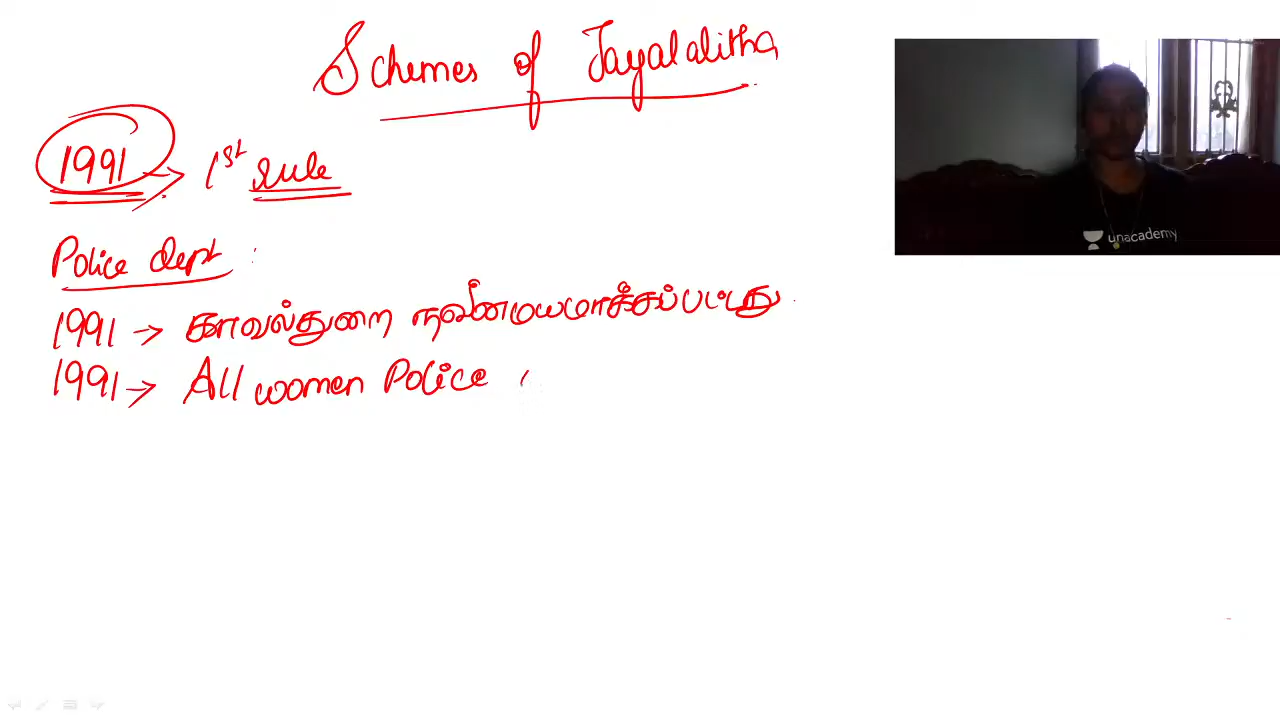 Schemes of Jayalalitha
1991 → 1st rule
Police dept :
1991 → காவல்துறை நவீனமயமாக்கப்பட்டது.
1991 → All women Police (
unacademy